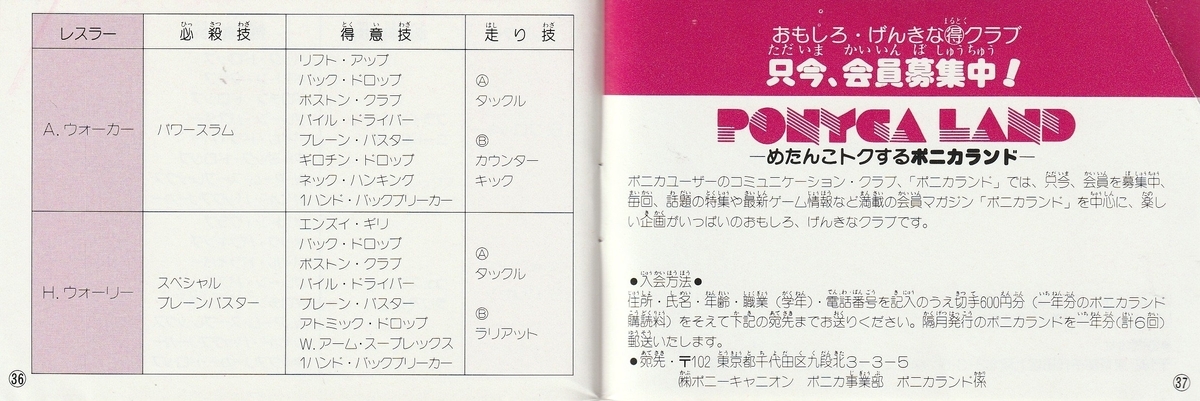 レスラー 必殺技 得意技 走り技
A.ウォーカー
パワースラム
リフト・アップ
バック・ドロップ
ボストン・クラブ
パイル・ドライバー
ブレーン・バスター
ギロチン・ドロップ
ネック・ハンキング
1ハンド・バックブリーカー
Ⓐ
タックル
Ⓑ
カウンター
キック
H.ウォーリー
スペシャル
ブレーンバスター
エンズイ・ギリ
バック・ドロップ
ボストン・クラブ
パイル・ドライバー
ブレーン・バスター
アトミック・ドロップ
W.アーム・スープレックス
1ハンド・バックブリーカー
Ⓐ
タックル
Ⓑ
ラリアット
㊱
おもしろ・げんきな得クラブ
只今、会員募集中!
PONYCA LAND
―めたんこトクするポニカランド―
ポニカユーザーのコミュニケーション・クラブ、「ポニカランド」では、只今、会員を募集中、
毎回、話題の特集や最新ゲーム情報など満載の会員マガジン「ポニカランド」を中心に、楽し
い企画がいっぱいのおもしろ、げんきなクラブです。
●入会方法●
住所・氏名・年齢・職業(学年)・電話番号を記入のうえ切手600円分(一年分のポニカランド
購読料)をそえて下記の宛先までお送りください。隔月発行のポニカランドを一年分(計6回)
郵送いたします。
●宛先・〒102 東京都千代田区九段北3-3-5
㈱ポニーキャニオン ポニカ事業部 ポニカランド係
㊲